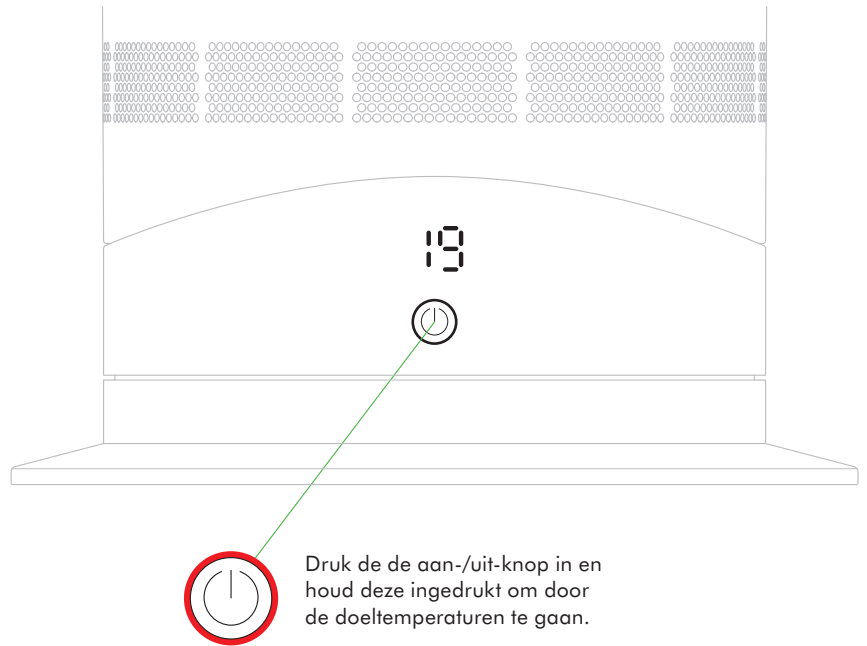 19
Druk de de aan-/uit-knop in en
houd deze ingedrukt om door
de doeltemperaturen te gaan.